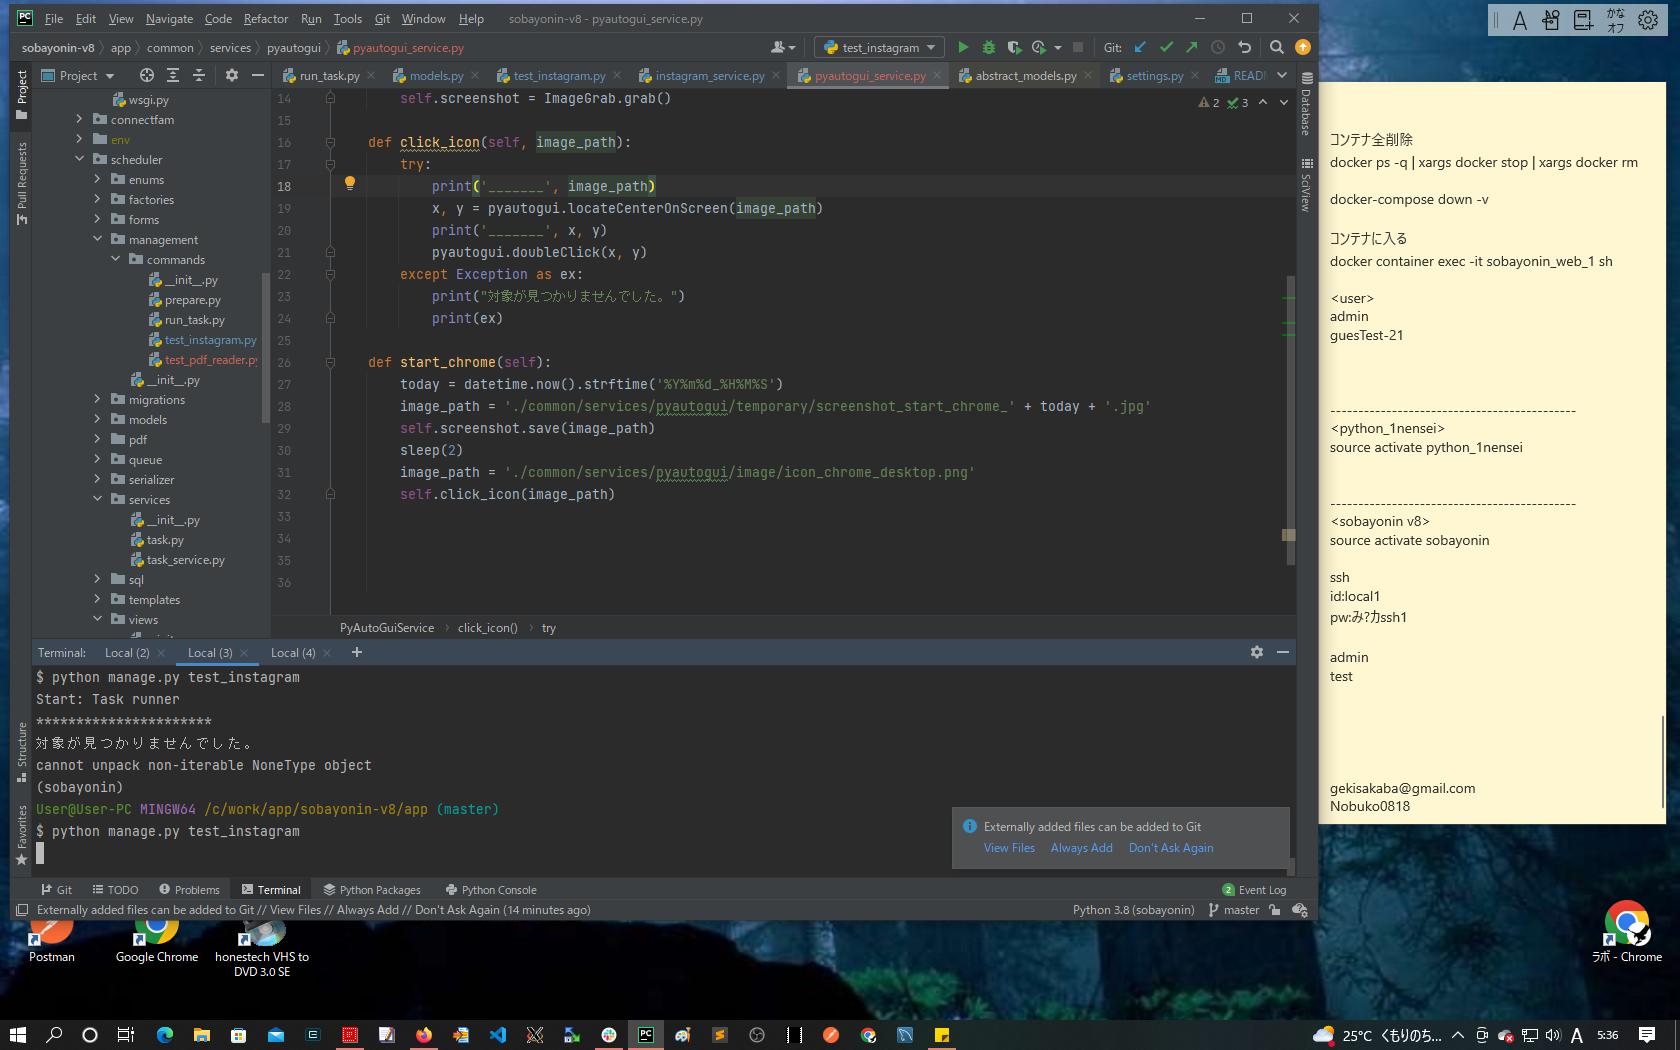 File Edit View Navigate Code Refactor Run Tools Git Window Help sobayonin-v8 - pyautogui_service.py
sobayonin-v8 app common services pyautogui pyautogui_service.py test_instagram Git:
Project run_task.py models.py test_instagram.py instagram_service.py pyautogui_service.py abstract_models.py settings.py READ
Project
Pull Requests
Structure
Favorites
Database
SciView
wsgi.py
connectfam
env
scheduler
enums
factories
forms
management
commands
__init__.py
prepare.py
run_task.py
test_instagram.py
test_pdf_reader.py
__init__.py
migrations
models
pdf
queue
serializer
services
__init__.py
task.py
task_service.py
sql
templates
views
2 3
14 self.screenshot = ImageGrab.grab()
15
16 def click_icon(self, image_path):
17 try:
18 print('_______', image_path)
19 x, y = pyautogui.locateCenterOnScreen(image_path)
20 print('_______', x, y)
21 pyautogui.doubleClick(x, y)
22 except Exception as ex:
23 print("対象が見つかりませんでした。")
24 print(ex)
25
26 def start_chrome(self):
27 today = datetime.now().strftime('%Y%m%d_%H%M%S')
28 image_path = './common/services/pyautogui/temporary/screenshot_start_chrome_' + today + '.jpg'
29 self.screenshot.save(image_path)
30 sleep(2)
31 image_path = './common/services/pyautogui/image/icon_chrome_desktop.png'
32 self.click_icon(image_path)
33
34
35
36
PyAutoGuiService click_icon() try
Terminal: Local (2) Local (3) Local (4)
$ python manage.py test_instagram
Start: Task runner
**********************
対象が見つかりませんでした。
cannot unpack non-iterable NoneType object
(sobayonin)
User@User-PC MINGW64 /c/work/app/sobayonin-v8/app (master)
$ python manage.py test_instagram
Externally added files can be added to Git
View Files Always Add Don't Ask Again
Git TODO Problems Terminal Python Packages Python Console 2 Event Log
Externally added files can be added to Git // View Files // Always Add // Don't Ask Again (14 minutes ago) Python 3.8 (sobayonin) master
A かな
オフ
コンテナ全削除
docker ps -q | xargs docker stop | xargs docker rm
docker-compose down -v
コンテナに入る
docker container exec -it sobayonin_web_1 sh
<user>
admin
guesTest-21
--------------------------------------------
<python_1nensei>
source activate python_1nensei
--------------------------------------------
<sobayonin v8>
source activate sobayonin
ssh
id:local1
pw:み?力ssh1
admin
test
gekisakaba@gmail.com
Nobuko0818
Postman
Google Chrome
honestech VHS to
DVD 3.0 SE
ラボ - Chrome
25°C くもりのち... A 5:36